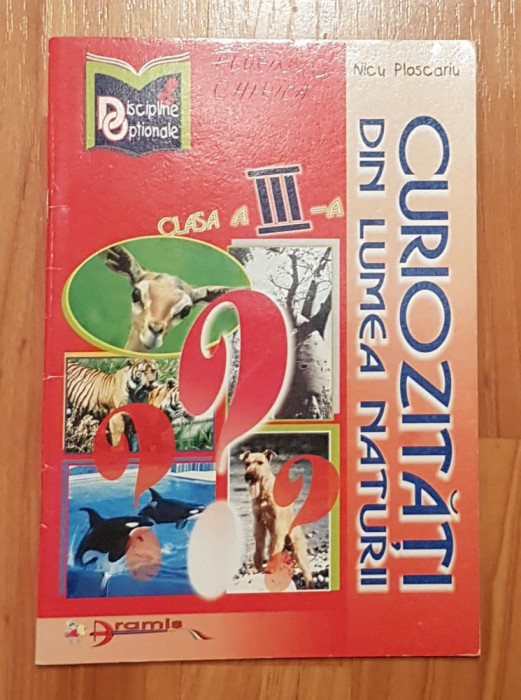 Nicu Ploscariu
CURIOZITĂȚI
DIN LUMEA NATURII
Discipline
Opționale
CLASA A III-A
Aramis